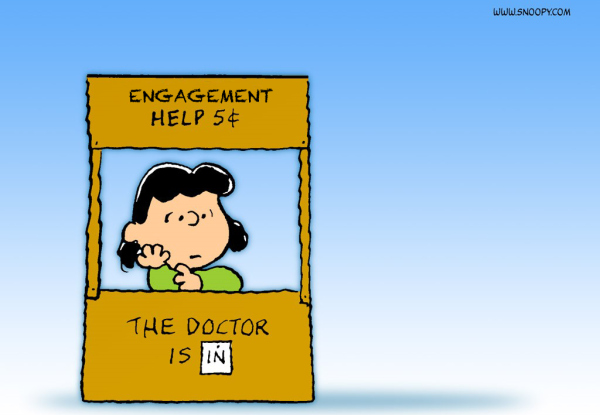 WWW.SNOOPY.COM
ENGAGEMENT
HELP 5¢
THE DOCTOR
IS IN